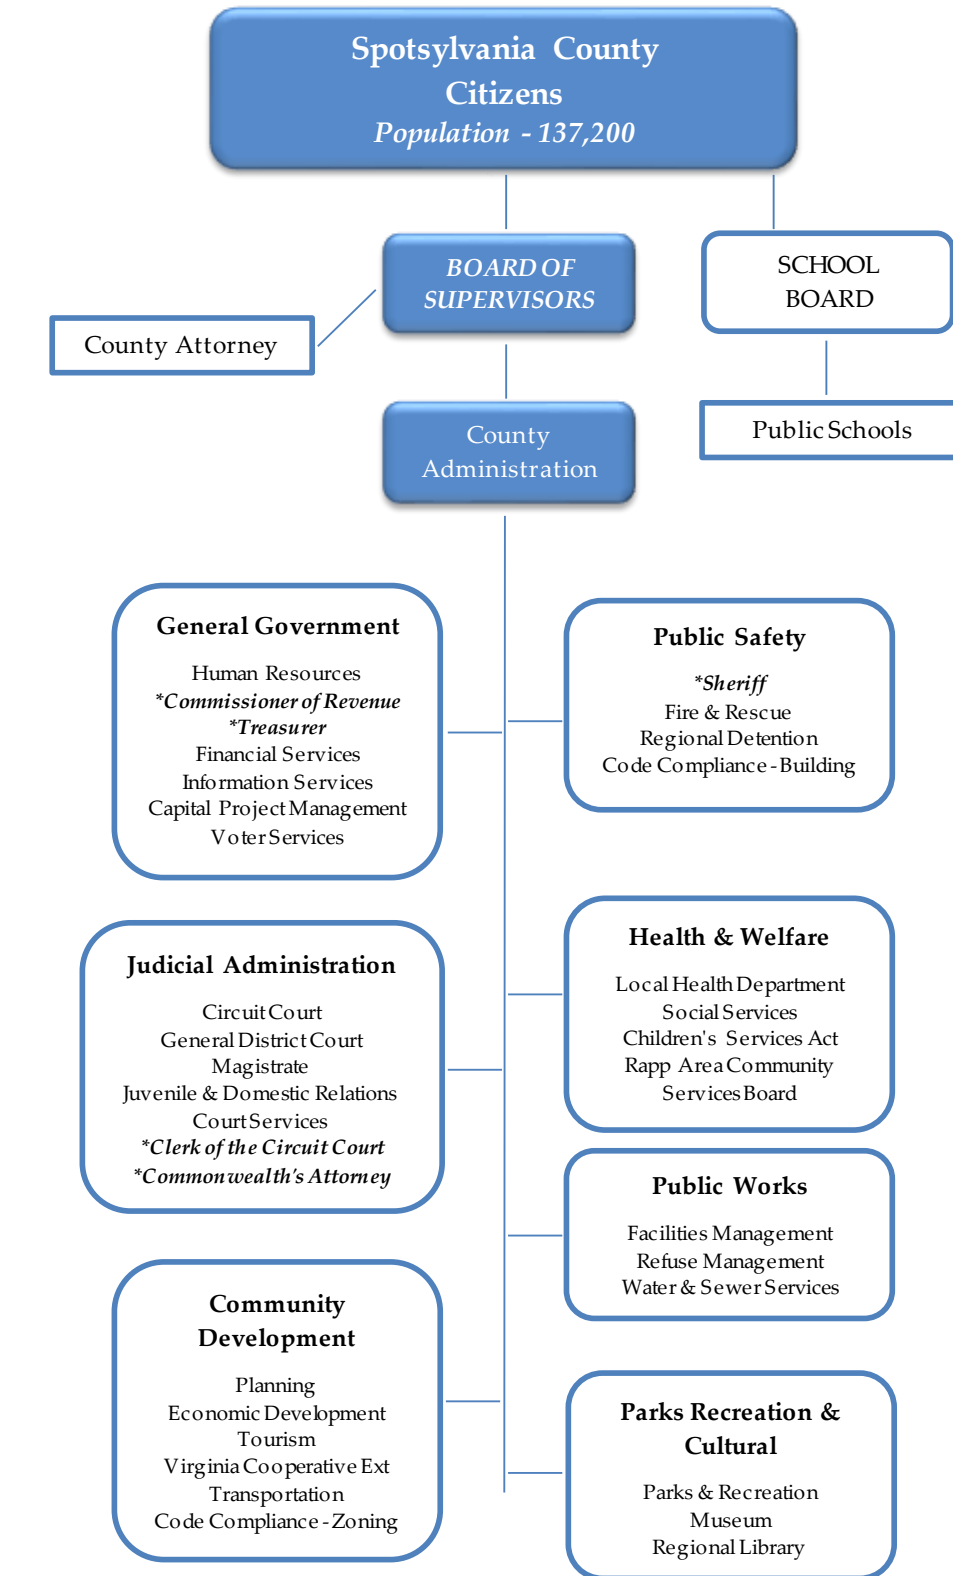 Spotsylvania County
Citizens
Population - 137,200
BOARD OF
SUPERVISORS
SCHOOL
BOARD
County Attorney
County
Administration
Public Schools
General Government
Human Resources
*Commissioner of Revenue
*Treasurer
Financial Services
Information Services
Capital Project Management
Voter Services
Public Safety
*Sheriff
Fire & Rescue
Regional Detention
Code Compliance - Building
Judicial Administration
Circuit Court
General District Court
Magistrate
Juvenile & Domestic Relations
Court Services
*Clerk of the Circuit Court
*Commonwealth's Attorney
Health & Welfare
Local Health Department
Social Services
Children's Services Act
Rapp Area Community
Services Board
Public Works
Facilities Management
Refuse Management
Water & Sewer Services
Community
Development
Planning
Economic Development
Tourism
Virginia Cooperative Ext
Transportation
Code Compliance - Zoning
Parks Recreation &
Cultural
Parks & Recreation
Museum
Regional Library